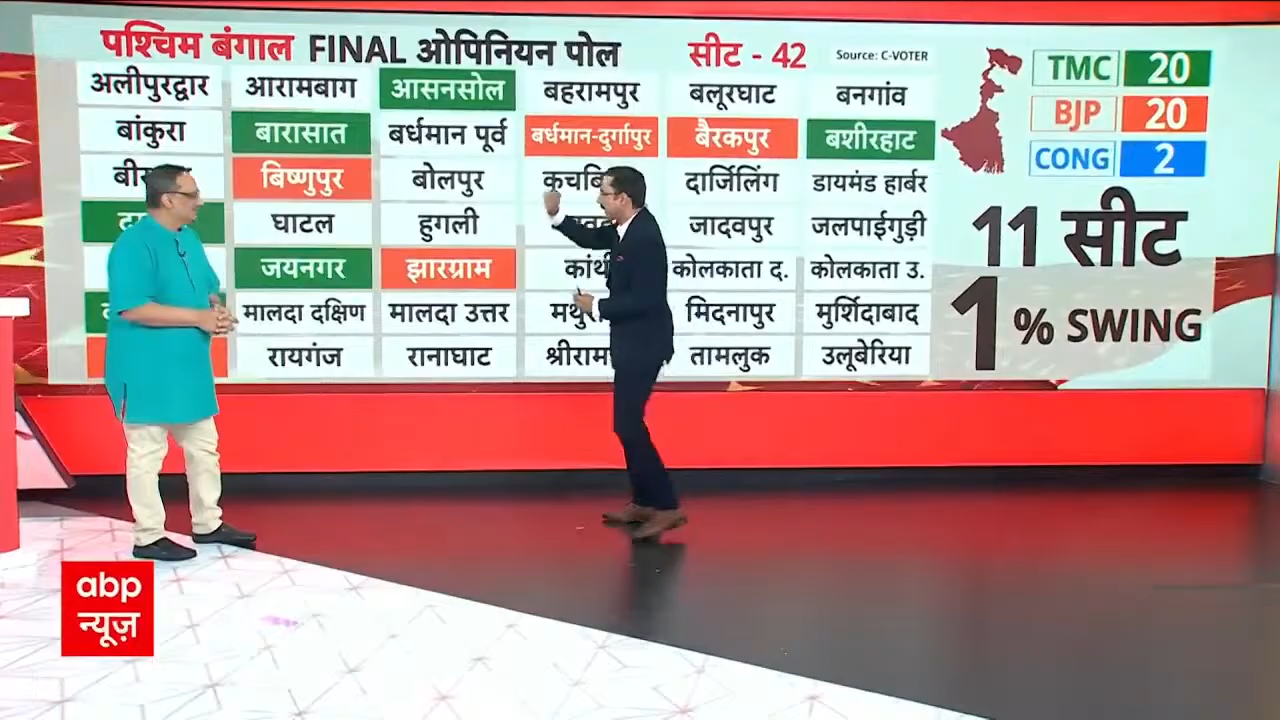 पश्चिम बंगाल FINAL ओपिनियन पोल सीट - 42 Source: C-VOTER
अलीपुरद्वार आरामबाग आसनसोल बहरामपुर बलूरघाट बनगांव
बांकुरा बारासात बर्धमान पूर्व बर्धमान-दुर्गापुर बैरकपुर बशीरहाट
बिष्णुपुर बोलपुर दार्जिलिंग डायमंड हार्बर
घाटल हुगली जादवपुर जलपाईगुड़ी
जयनगर झारग्राम कांथी कोलकाता द. कोलकाता उ.
मालदा दक्षिण मालदा उत्तर मिदनापुर मुर्शिदाबाद
रायगंज रानाघाट तामलुक उलूबेरिया
TMC 20
BJP 20
CONG 2
11 सीट
1 % SWING
abp
न्यूज़